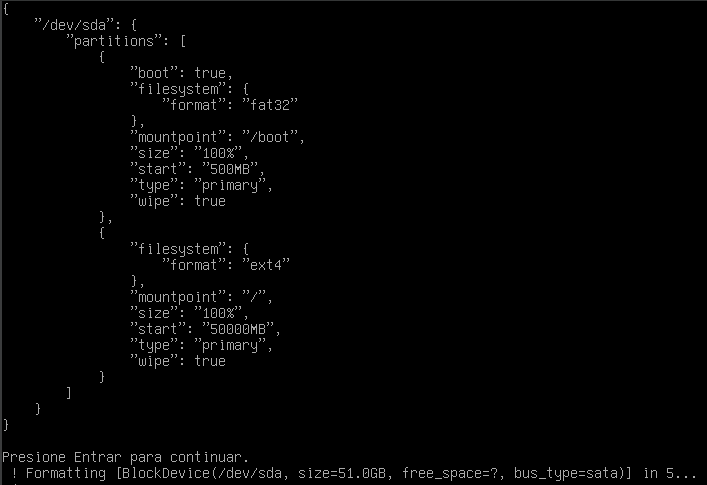 {
"/dev/sda": {
"partitions": [
{
"boot": true,
"filesystem": {
"format": "fat32"
},
"mountpoint": "/boot",
"size": "100%",
"start": "500MB",
"type": "primary",
"wipe": true
},
{
"filesystem": {
"format": "ext4"
},
"mountpoint": "/",
"size": "100%",
"start": "50000MB",
"type": "primary",
"wipe": true
}
]
}
}
Presione Entrar para continuar.
! Formatting [BlockDevice(/dev/sda, size=51.0GB, free_space=?, bus_type=sata)] in 5...